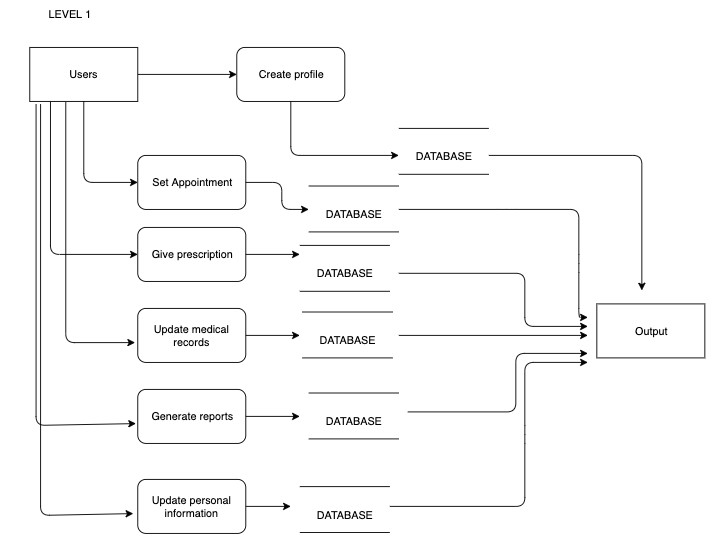 LEVEL 1
Users
Create profile
DATABASE
Set Appointment
DATABASE
Give prescription
DATABASE
Update medical
records
DATABASE
Output
Generate reports
DATABASE
Update personal
information
DATABASE